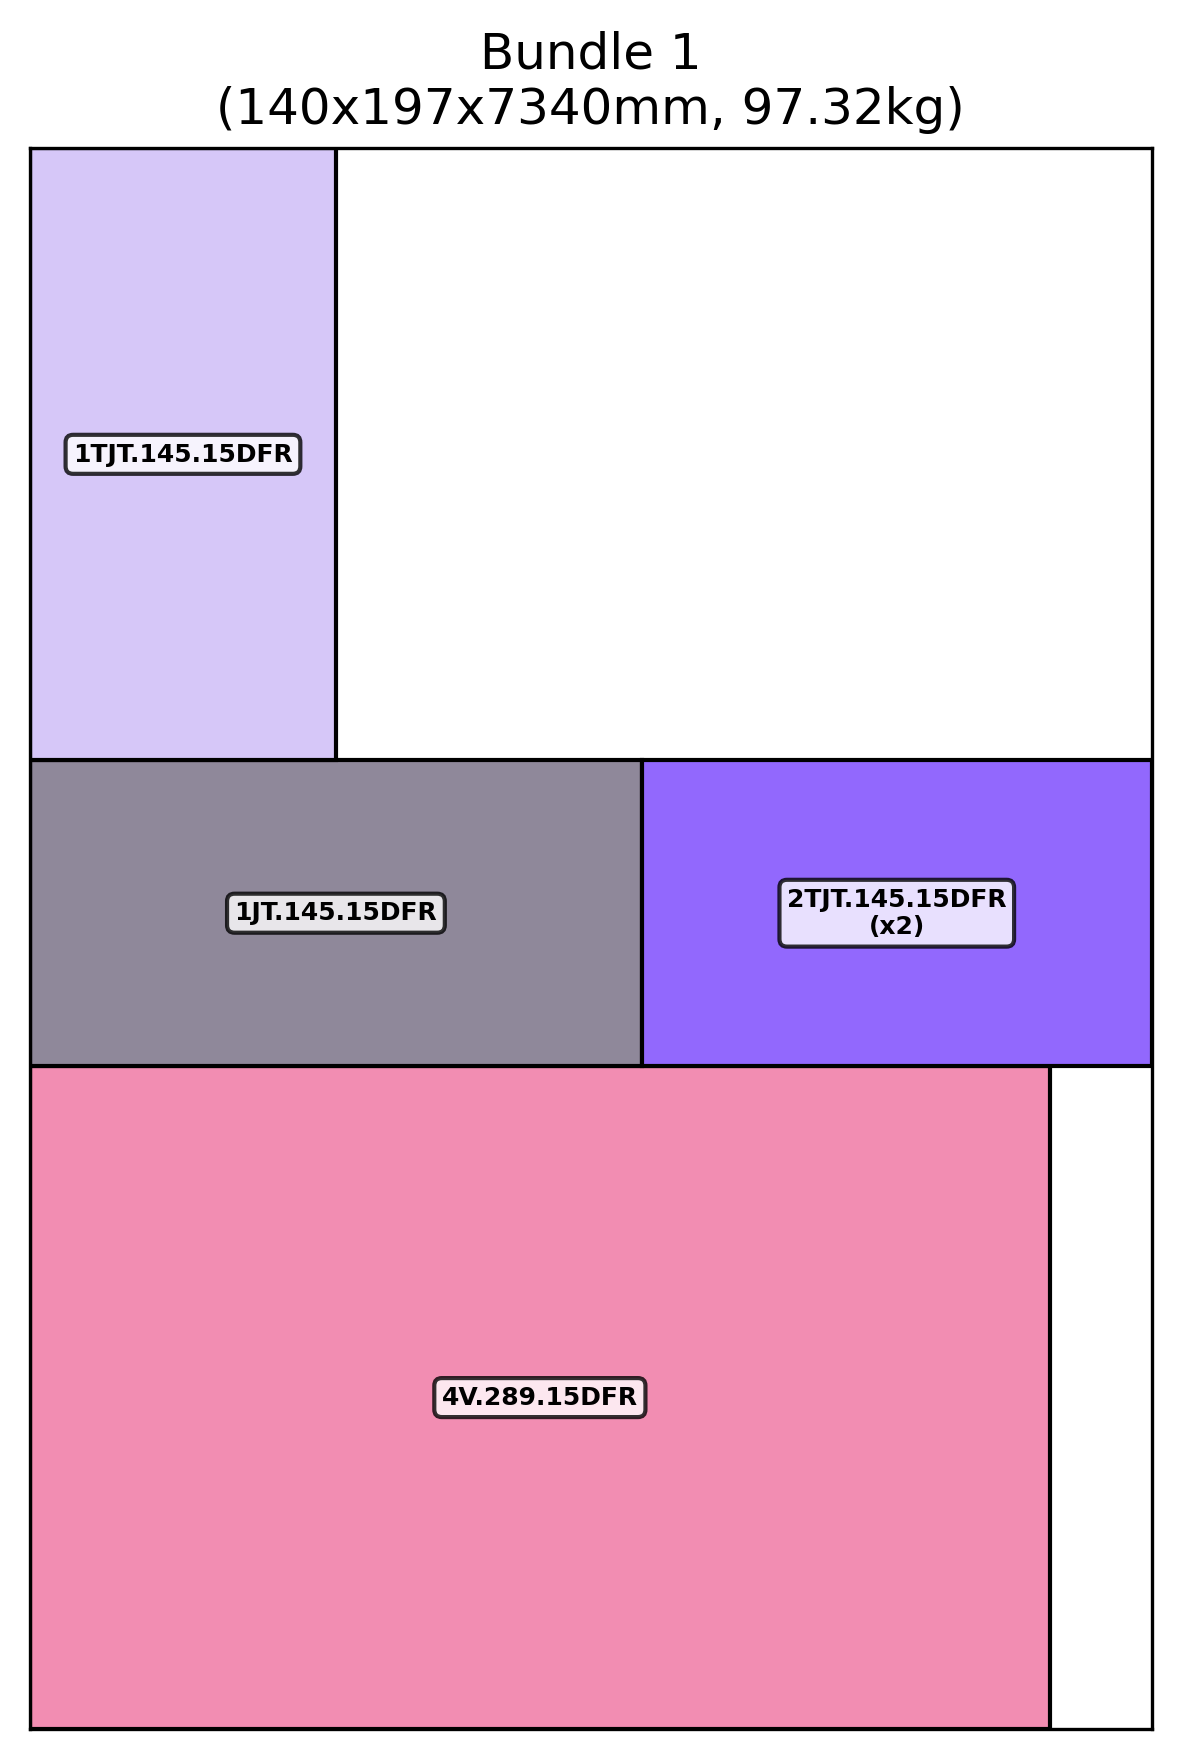 Bundle 1
(140x197x7340mm, 97.32kg)
1TJT.145.15DFR
1JT.145.15DFR
2TJT.145.15DFR
(x2)
4V.289.15DFR